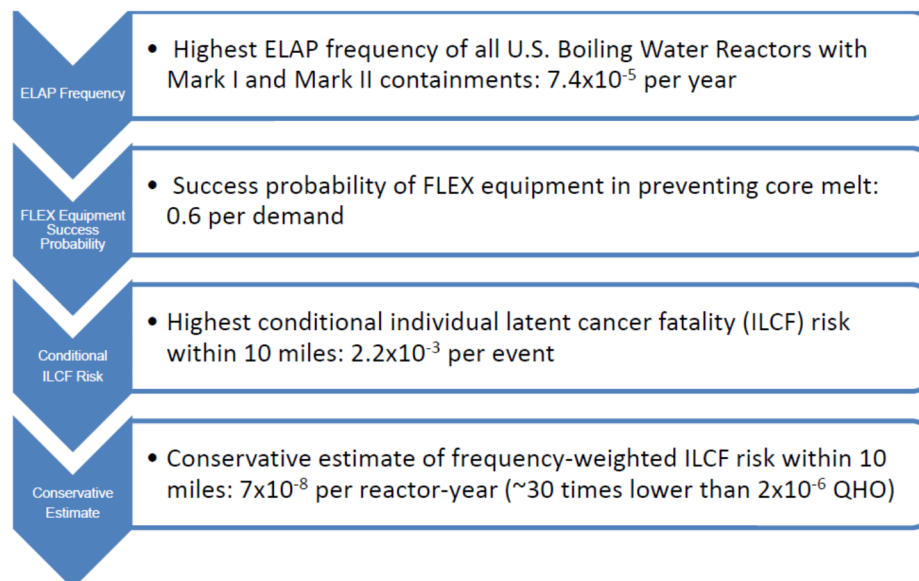 ELAP Frequency
• Highest ELAP frequency of all U.S. Boiling Water Reactors with
Mark I and Mark II containments: 7.4x10⁻⁵ per year
FLEX Equipment
Success
Probability
• Success probability of FLEX equipment in preventing core melt:
0.6 per demand
Conditional
ILCF Risk
• Highest conditional individual latent cancer fatality (ILCF) risk
within 10 miles: 2.2x10⁻³ per event
Conservative
Estimate
• Conservative estimate of frequency-weighted ILCF risk within 10
miles: 7x10⁻⁸ per reactor-year (~30 times lower than 2x10⁻⁶ QHO)